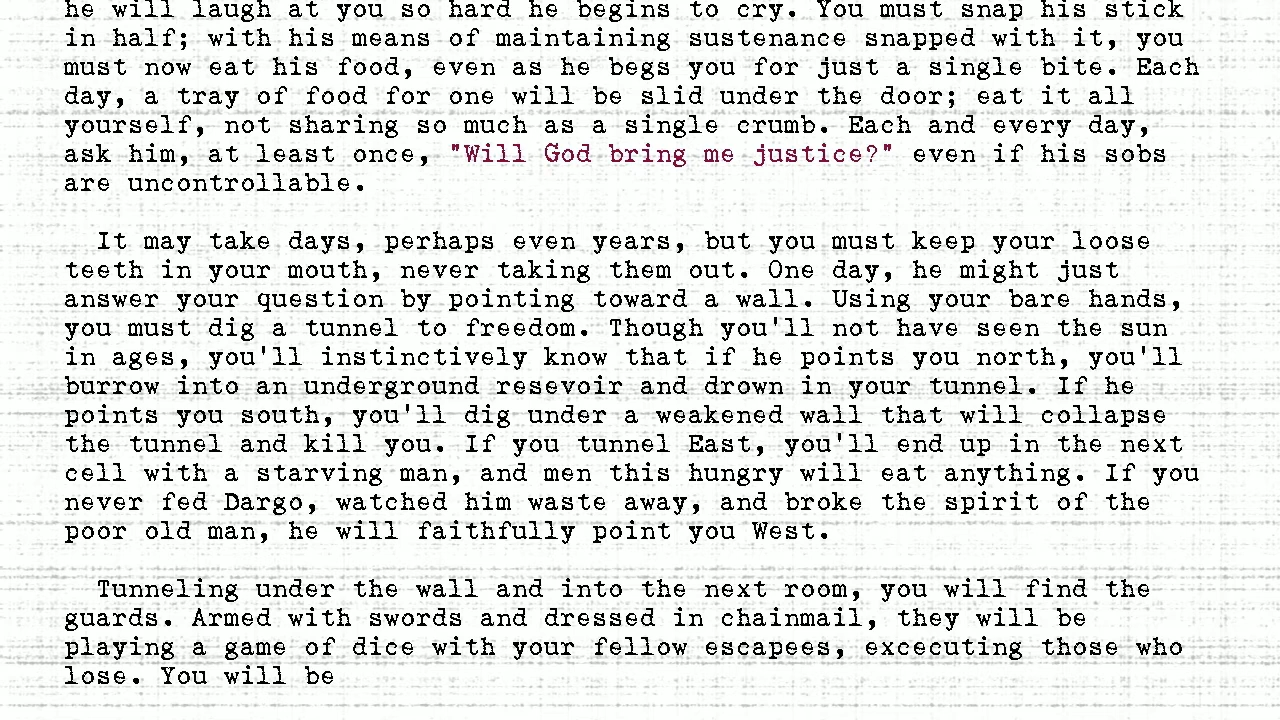 he will laugh at you so hard he begins to cry. You must snap his stick
in half; with his means of maintaining sustenance snapped with it, you
must now eat his food, even as he begs you for just a single bite. Each
day, a tray of food for one will be slid under the door; eat it all
yourself, not sharing so much as a single crumb. Each and every day,
ask him, at least once, "Will God bring me justice?" even if his sobs
are uncontrollable.
It may take days, perhaps even years, but you must keep your loose
teeth in your mouth, never taking them out. One day, he might just
answer your question by pointing toward a wall. Using your bare hands,
you must dig a tunnel to freedom. Though you'll not have seen the sun
in ages, you'll instinctively know that if he points you north, you'll
burrow into an underground resevoir and drown in your tunnel. If he
points you south, you'll dig under a weakened wall that will collapse
the tunnel and kill you. If you tunnel East, you'll end up in the next
cell with a starving man, and men this hungry will eat anything. If you
never fed Dargo, watched him waste away, and broke the spirit of the
poor old man, he will faithfully point you West.
Tunneling under the wall and into the next room, you will find the
guards. Armed with swords and dressed in chainmail, they will be
playing a game of dice with your fellow escapees, excecuting those who
lose. You will be